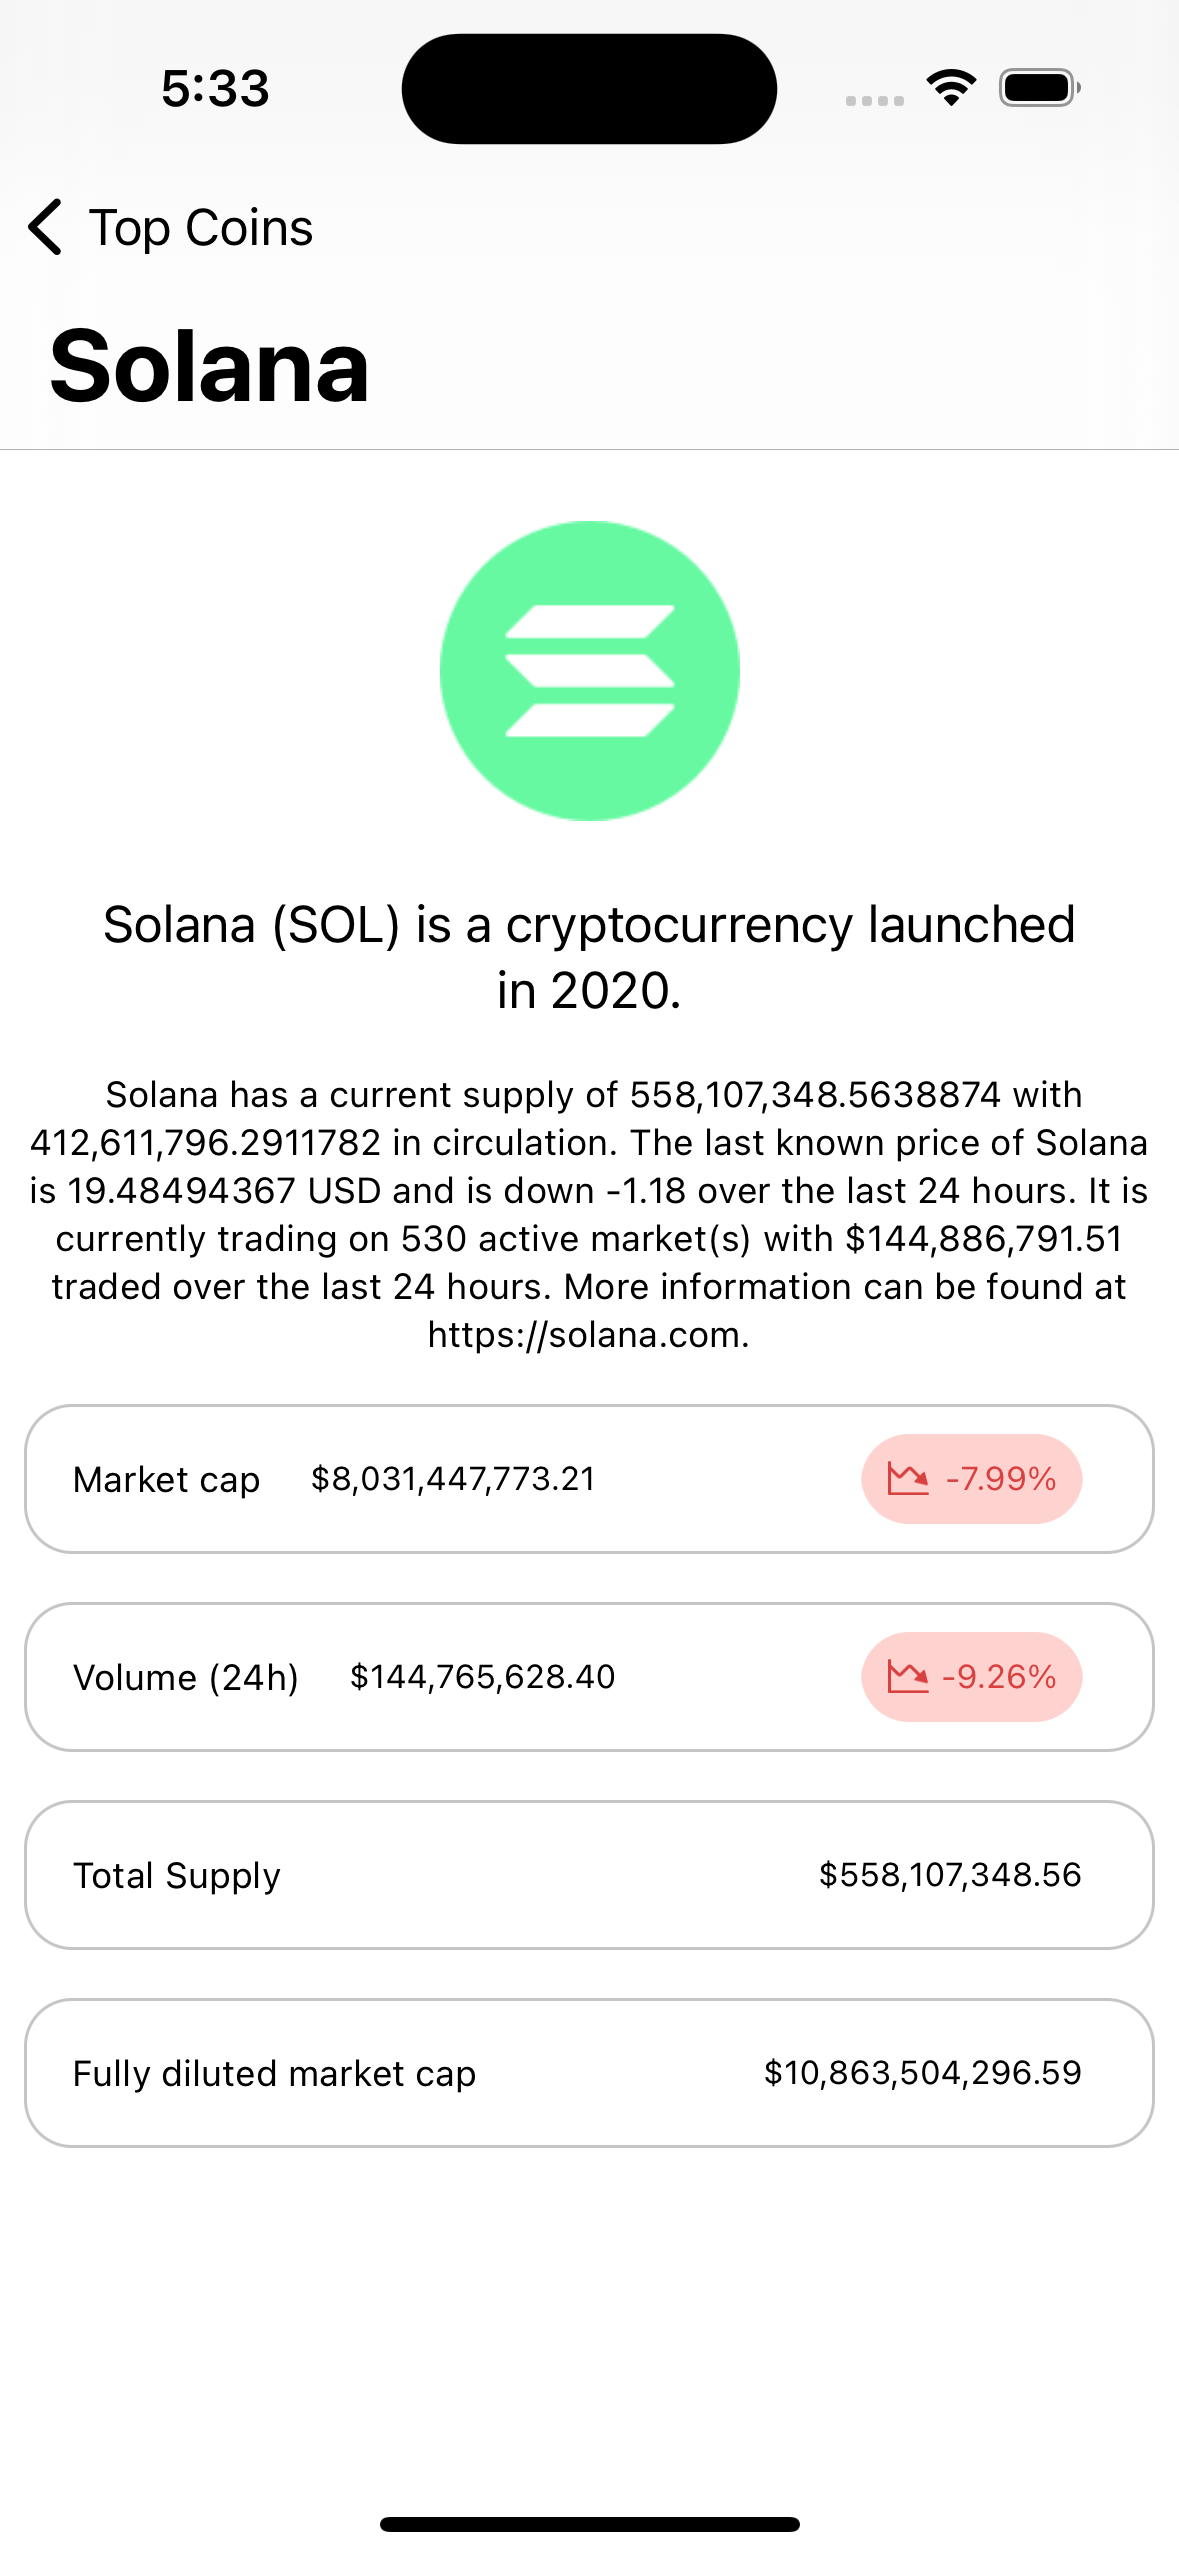 5:33
Top Coins
Solana
Solana (SOL) is a cryptocurrency launched
in 2020.
Solana has a current supply of 558,107,348.5638874 with
412,611,796.2911782 in circulation. The last known price of Solana
is 19.48494367 USD and is down -1.18 over the last 24 hours. It is
currently trading on 530 active market(s) with $144,886,791.51
traded over the last 24 hours. More information can be found at
https://solana.com.
Market cap $8,031,447,773.21 -7.99%
Volume (24h) $144,765,628.40 -9.26%
Total Supply $558,107,348.56
Fully diluted market cap $10,863,504,296.59